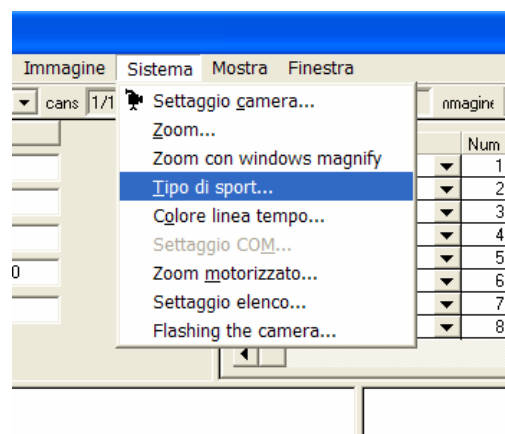 Immagine Sistema Mostra Finestra
cans 1/1
Settaggio camera...
Zoom...
Zoom con windows magnify
Tipo di sport...
Colore linea tempo...
Settaggio COM...
Zoom motorizzato...
Settaggio elenco...
Flashing the camera...
Num
1
2
3
4
5
6
7
8
0